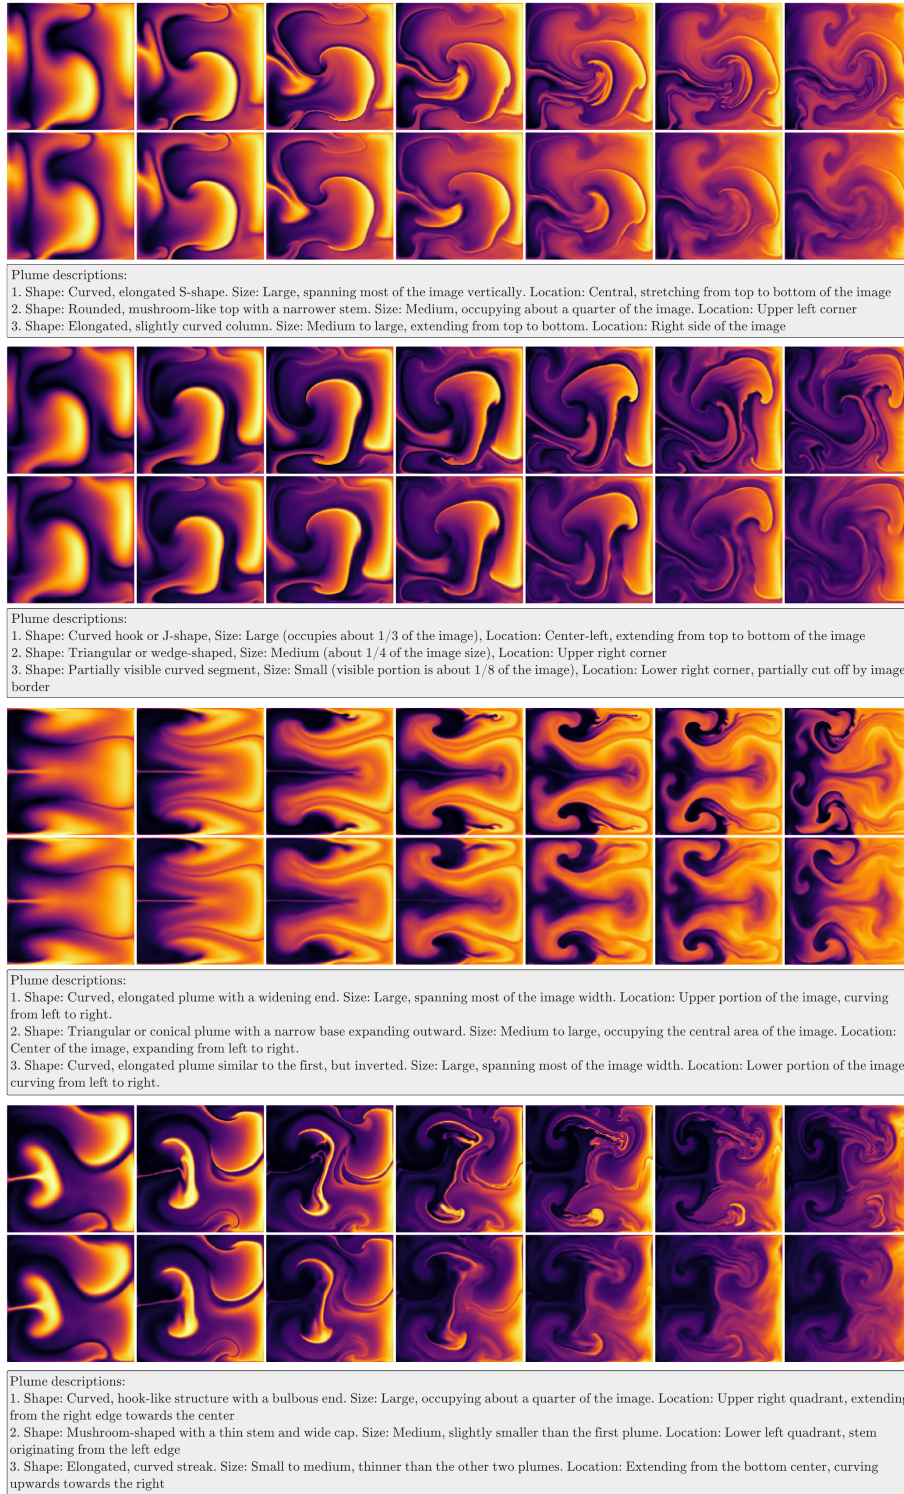 Plume descriptions:
1. Shape: Curved, elongated S-shape. Size: Large, spanning most of the image vertically. Location: Central, stretching from top to bottom of the image
2. Shape: Rounded, mushroom-like top with a narrower stem. Size: Medium, occupying about a quarter of the image. Location: Upper left corner
3. Shape: Elongated, slightly curved column. Size: Medium to large, extending from top to bottom. Location: Right side of the image
Plume descriptions:
1. Shape: Curved hook or J-shape, Size: Large (occupies about 1/3 of the image), Location: Center-left, extending from top to bottom of the image
2. Shape: Triangular or wedge-shaped, Size: Medium (about 1/4 of the image size), Location: Upper right corner
3. Shape: Partially visible curved segment, Size: Small (visible portion is about 1/8 of the image), Location: Lower right corner, partially cut off by image
border
Plume descriptions:
1. Shape: Curved, elongated plume with a widening end. Size: Large, spanning most of the image width. Location: Upper portion of the image, curving
from left to right.
2. Shape: Triangular or conical plume with a narrow base expanding outward. Size: Medium to large, occupying the central area of the image. Location:
Center of the image, expanding from left to right.
3. Shape: Curved, elongated plume similar to the first, but inverted. Size: Large, spanning most of the image width. Location: Lower portion of the image
curving from left to right.
Plume descriptions:
1. Shape: Curved, hook-like structure with a bulbous end. Size: Large, occupying about a quarter of the image. Location: Upper right quadrant, extending
from the right edge towards the center
2. Shape: Mushroom-shaped with a thin stem and wide cap. Size: Medium, slightly smaller than the first plume. Location: Lower left quadrant, stem
originating from the left edge
3. Shape: Elongated, curved streak. Size: Small to medium, thinner than the other two plumes. Location: Extending from the bottom center, curving
upwards towards the right